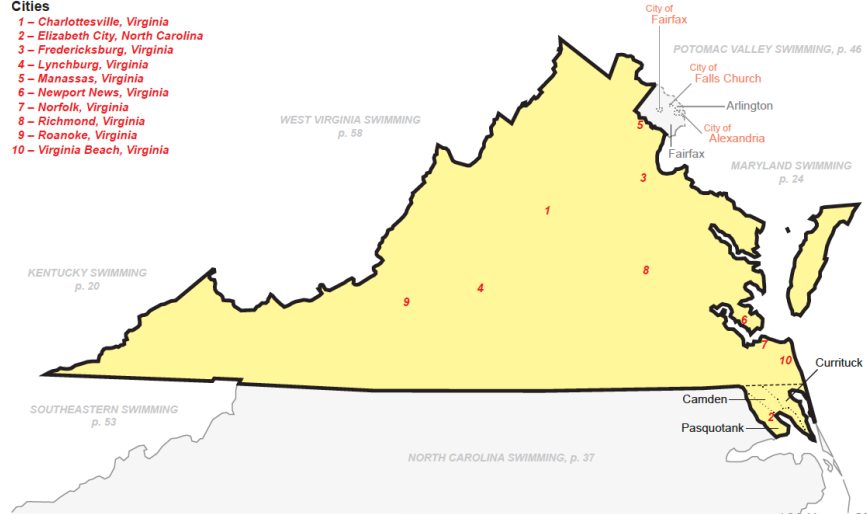 Cities
1 – Charlottesville, Virginia
2 – Elizabeth City, North Carolina
3 – Fredericksburg, Virginia
4 – Lynchburg, Virginia
5 – Manassas, Virginia
6 – Newport News, Virginia
7 – Norfolk, Virginia
8 – Richmond, Virginia
9 – Roanoke, Virginia
10 – Virginia Beach, Virginia
City of
Fairfax
POTOMAC VALLEY SWIMMING, p. 46
City of
Falls Church
Arlington
WEST VIRGINIA SWIMMING
p. 58
5
City of
Alexandria
Fairfax
MARYLAND SWIMMING
p. 24
3
1
KENTUCKY SWIMMING
p. 20
8
4
9
6
7
10
Currituck
Camden
SOUTHEASTERN SWIMMING
p. 53
2
Pasquotank
NORTH CAROLINA SWIMMING, p. 37